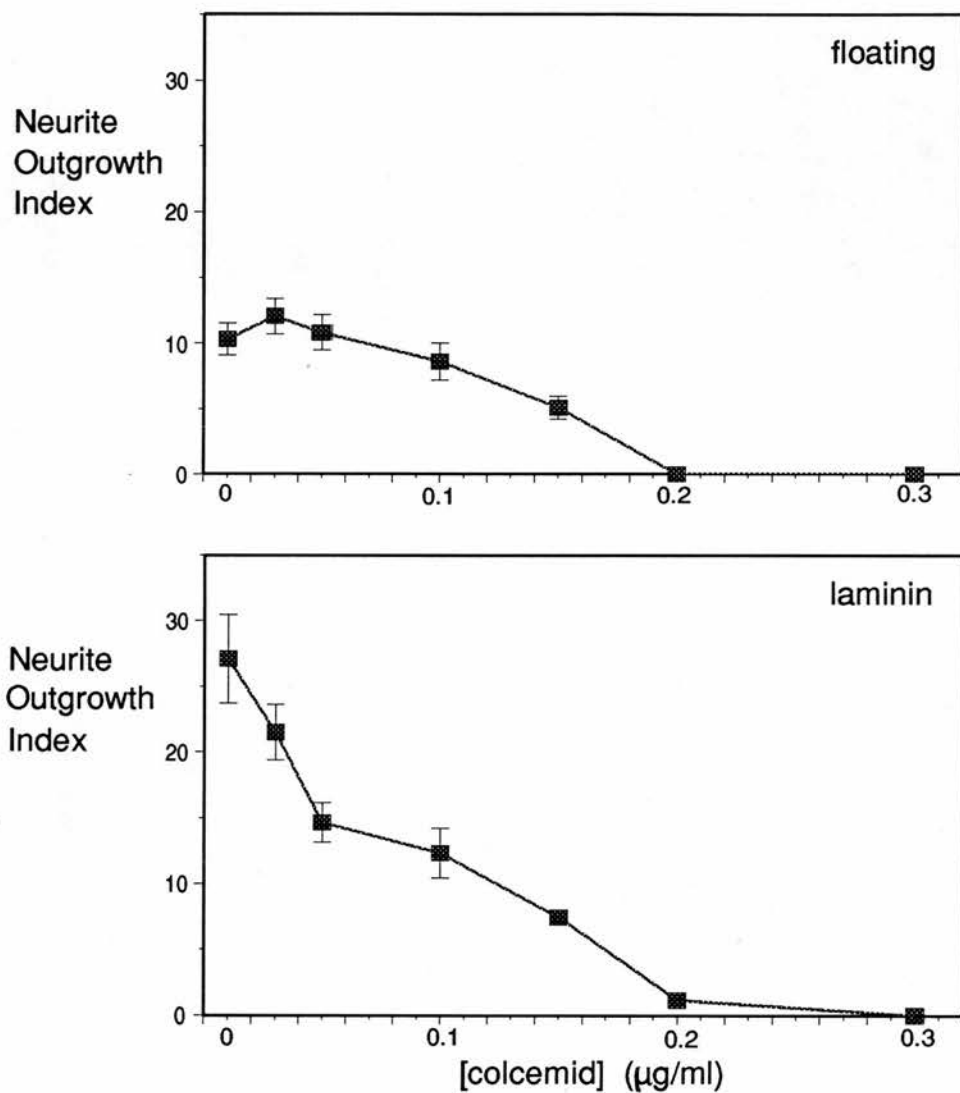 floating
30
Neurite
Outgrowth
Index
20
10
0
0 0.1 0.2 0.3
laminin
30
Neurite
Outgrowth
Index
20
10
0
0 0.1 0.2 0.3
[colcemid] (µg/ml)